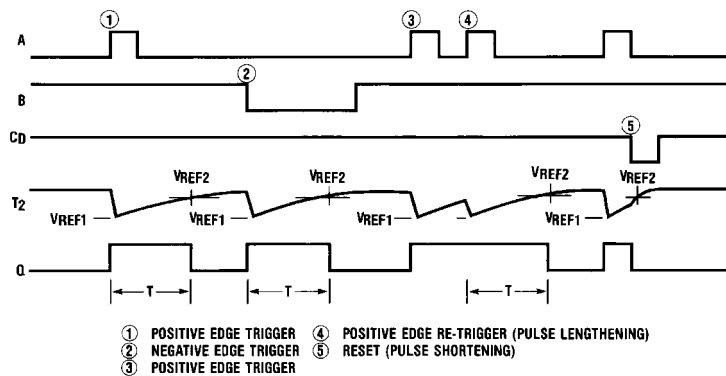 ① ③ ④
A
②
B
⑤
CD
VREF2 VREF2 VREF2 VREF2
T2
VREF1 VREF1 VREF1 VREF1
Q
T T T
① POSITIVE EDGE TRIGGER ④ POSITIVE EDGE RE-TRIGGER (PULSE LENGTHENING)
② NEGATIVE EDGE TRIGGER ⑤ RESET (PULSE SHORTENING)
③ POSITIVE EDGE TRIGGER